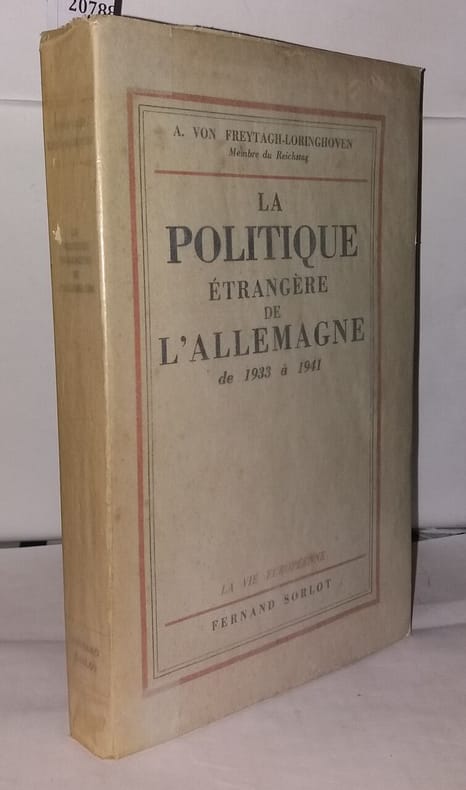 20788
A. VON FREYTAGH-LORINGHOVEN
Membre du Reichstag
LA
POLITIQUE
ÉTRANGÈRE
DE
L'ALLEMAGNE
de 1933 à 1941
LA VIE EUROPÉENNE
FERNAND SORLOT